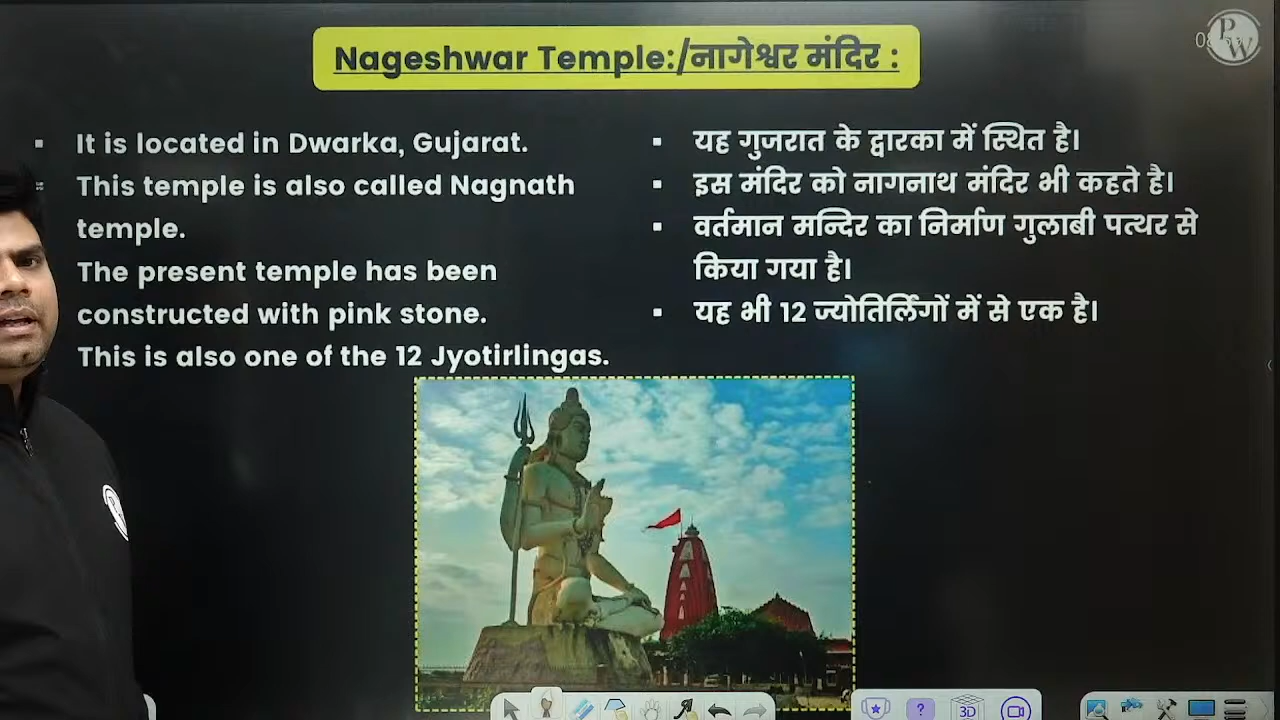 Nageshwar Temple:/नागेश्वर मंदिर :
It is located in Dwarka, Gujarat.
This temple is also called Nagnath
temple.
The present temple has been
constructed with pink stone.
This is also one of the 12 Jyotirlingas.
यह गुजरात के द्वारका में स्थित है।
इस मंदिर को नागनाथ मंदिर भी कहते है।
वर्तमान मन्दिर का निर्माण गुलाबी पत्थर से
किया गया है।
यह भी 12 ज्योतिर्लिंगों में से एक है।
PW
3D